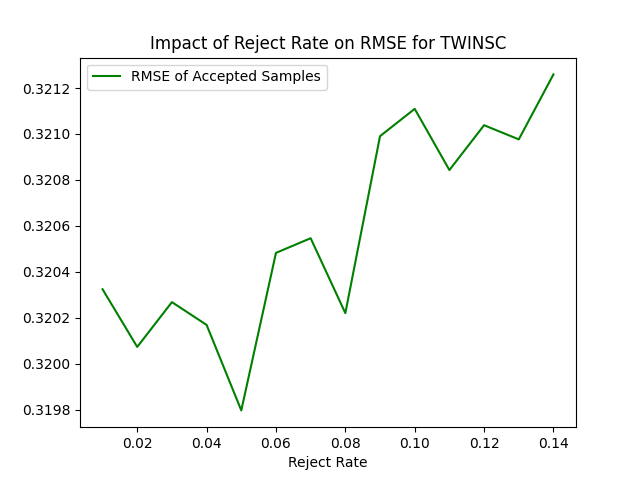 Impact of Reject Rate on RMSE for TWINSC
RMSE of Accepted Samples
0.3212
0.3210
0.3208
0.3206
0.3204
0.3202
0.3200
0.3198
0.02 0.04 0.06 0.08 0.10 0.12 0.14
Reject Rate